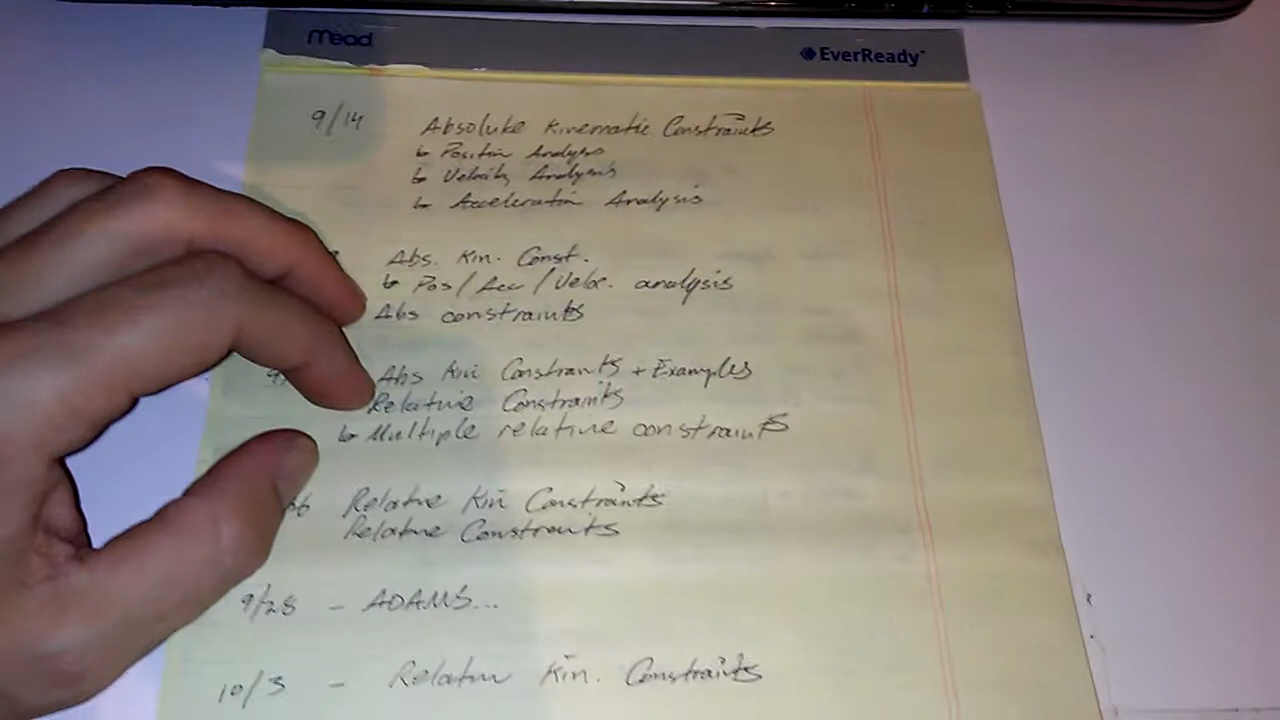 Mead
EverReady
9/14 Absolute Kinematic Constraints
↳ Position Analysis
↳ Velocity Analysis
↳ Acceleration Analysis
Abs. Kin. Const.
↳ Pos/Acc/Veloc. analysis
Abs constraints
Abs Kin Constraints + Examples
Relative Constraints
↳ Multiple relative constraints
Relative Kin Constraints
Relative Constraints
9/28 - ADAMS...
10/3 - Relative Kin. Constraints